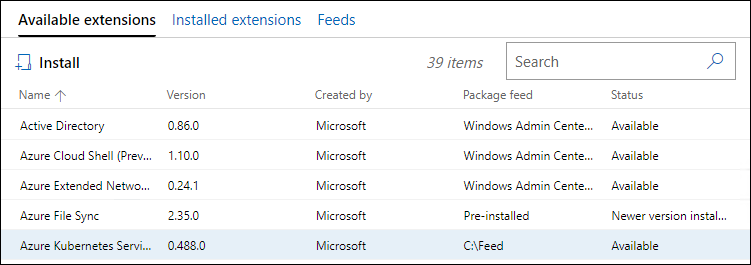 Available extensions Installed extensions Feeds
Install 39 items Search
Name Version Created by Package feed Status
Active Directory 0.86.0 Microsoft Windows Admin Cente... Available
Azure Cloud Shell (Prev... 1.10.0 Microsoft Windows Admin Cente... Available
Azure Extended Netwo... 0.24.1 Microsoft Windows Admin Cente... Available
Azure File Sync 2.35.0 Microsoft Pre-installed Newer version instal...
Azure Kubernetes Servi... 0.488.0 Microsoft C:\Feed Available